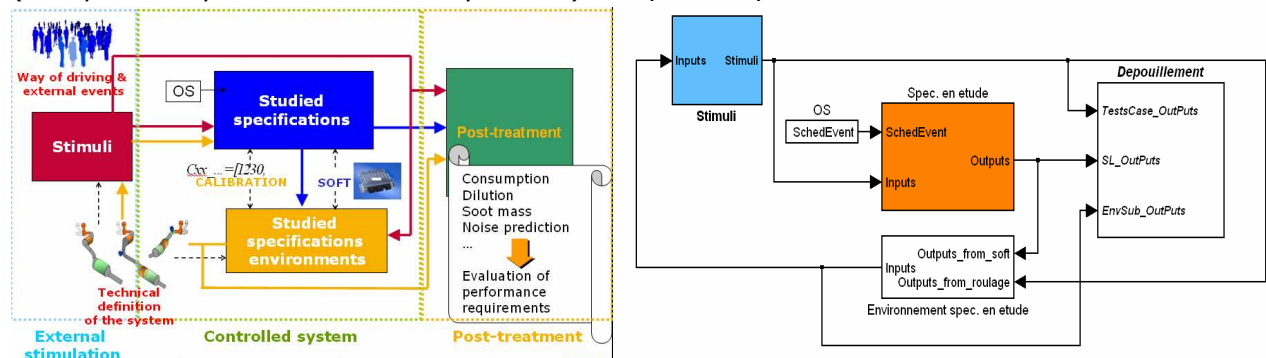 Way of driving &
external events
OS
Studied
specifications
Stimuli
Post-treatment
Cxx ...=[1230,
CALIBRATION
SOFT
Studied
specifications
environments
Consumption
Dilution
Soot mass
Noise prediction
...
Evaluation of
performance
requirements
Technical
definition
of the system
External
stimulation
Controlled system
Post-treatment
Inputs
Stimuli
Stimuli
OS
SchedEvent
Spec. en etude
SchedEvent
Outputs
Inputs
Depouillement
TestsCase_OutPuts
SL_OutPuts
EnvSub_OutPuts
Outputs_from_soft
Inputs
Outputs_from_roulage
Environnement spec. en etude